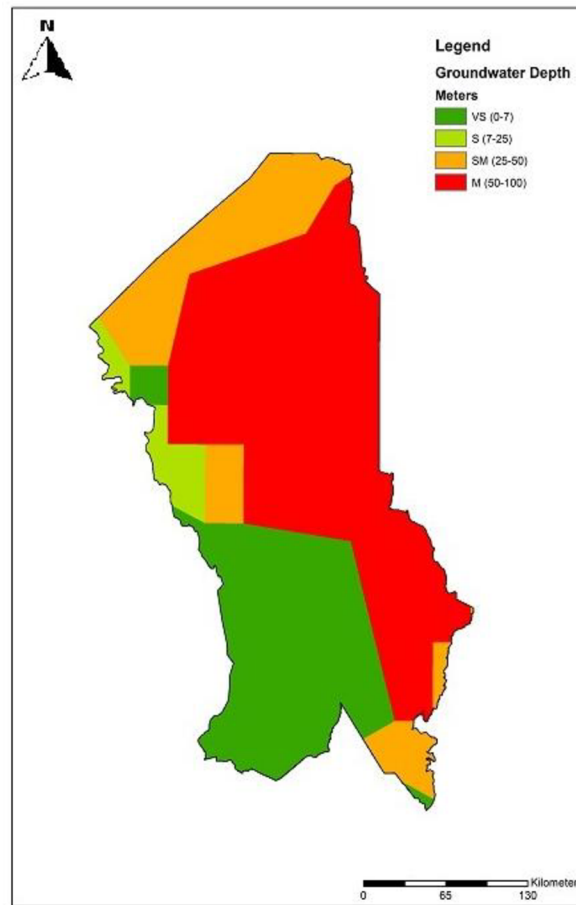 N
Legend
Groundwater Depth
Meters
VS (0-7)
S (7-25)
SM (25-50)
M (50-100)
Kilometer
0 65 130